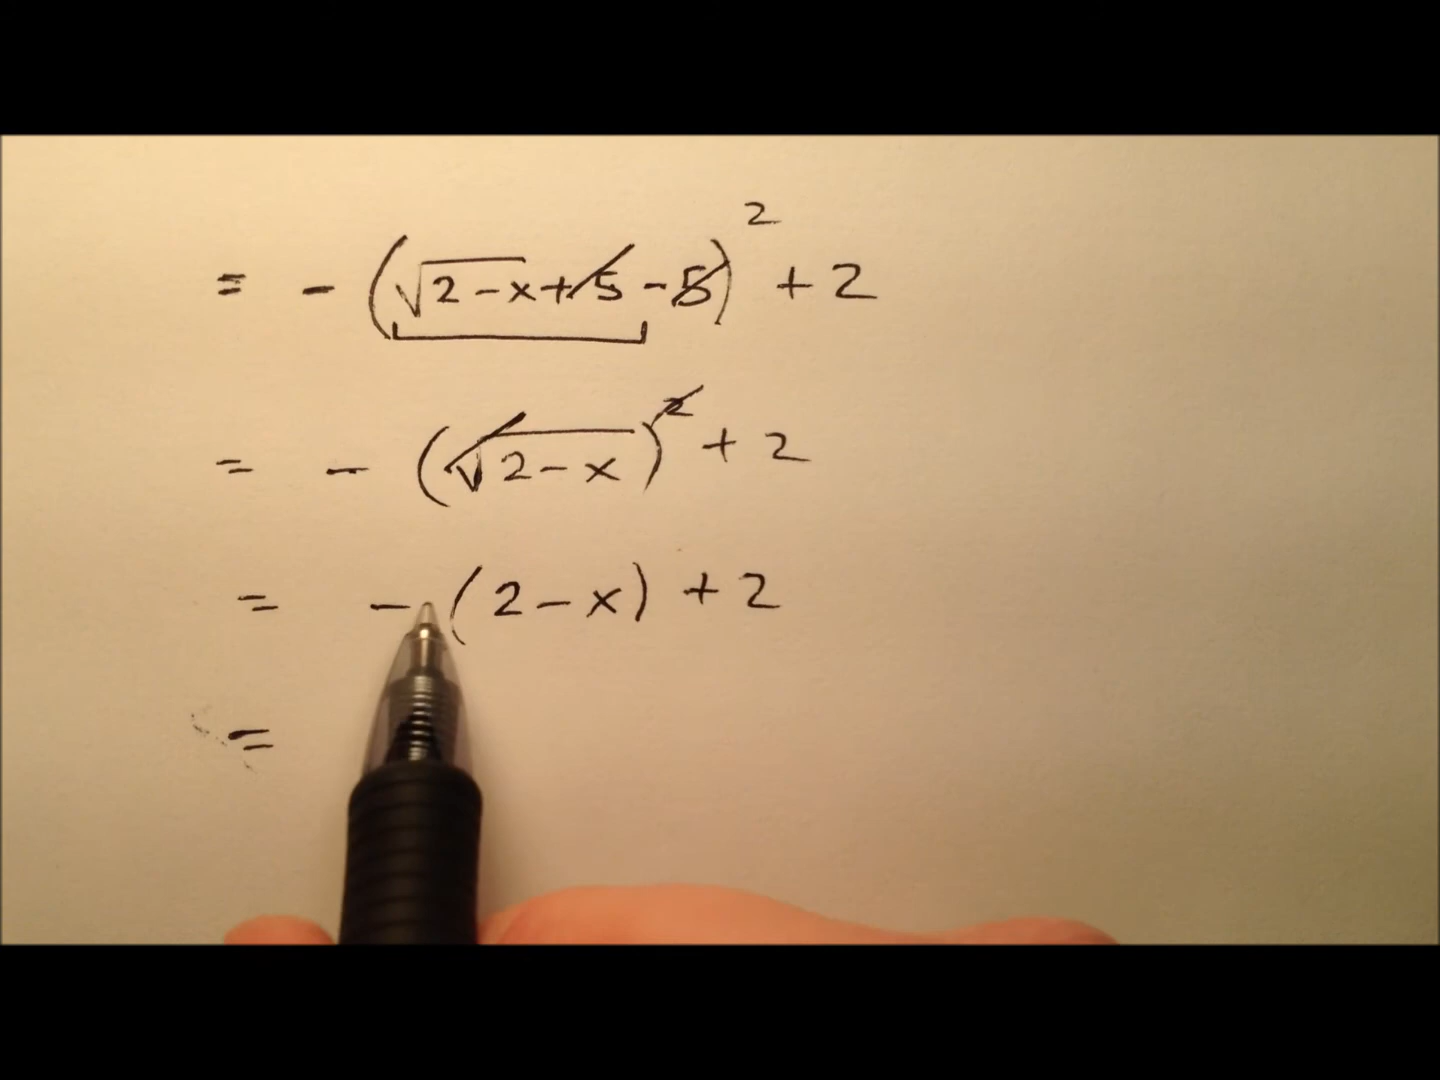 = - (√2-x + 5 - 5)² + 2
= - (√2-x)² + 2
= - (2-x) + 2
=